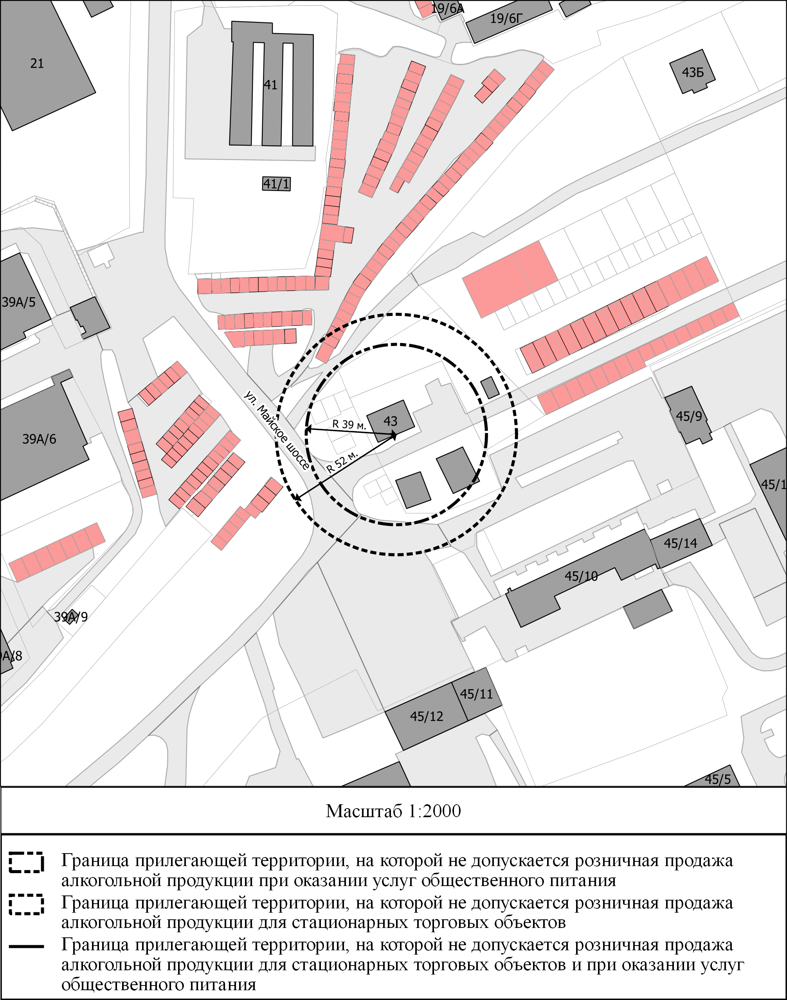 19/6А
19/6Г
21
41
43Б
41/1
39А/5
43
ул. Майское шоссе
R 39 м.
R 52 м.
45/9
39А/6
45/1
45/14
45/10
39А/9
А/8
45/11
45/12
45/5
Масштаб 1:2000
Граница прилегающей территории, на которой не допускается розничная продажа
алкогольной продукции при оказании услуг общественного питания
Граница прилегающей территории, на которой не допускается розничная продажа
алкогольной продукции для стационарных торговых объектов
Граница прилегающей территории, на которой не допускается розничная продажа
алкогольной продукции для стационарных торговых объектов и при оказании услуг
общественного питания